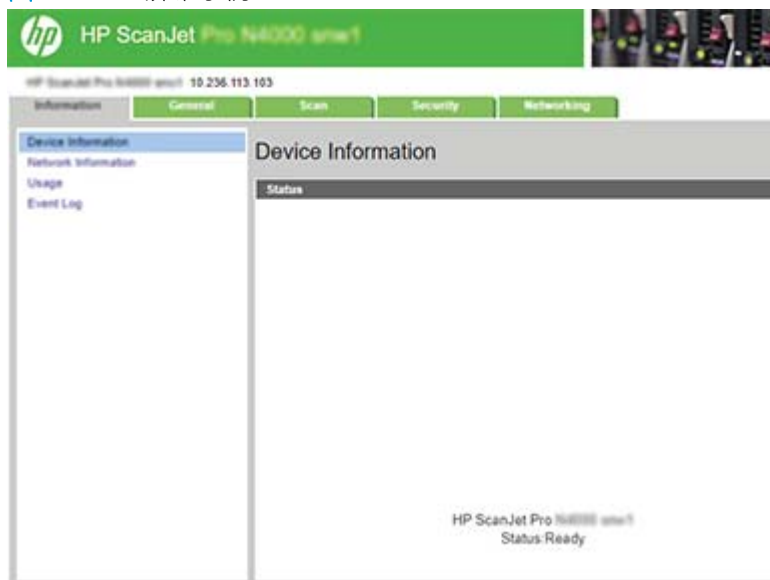 hp HP ScanJet
10.236.113.103
Information General Scan Security Networking
Device Information
Network Information
Usage
Event Log
Device Information
Status
HP ScanJet Pro
Status:Ready